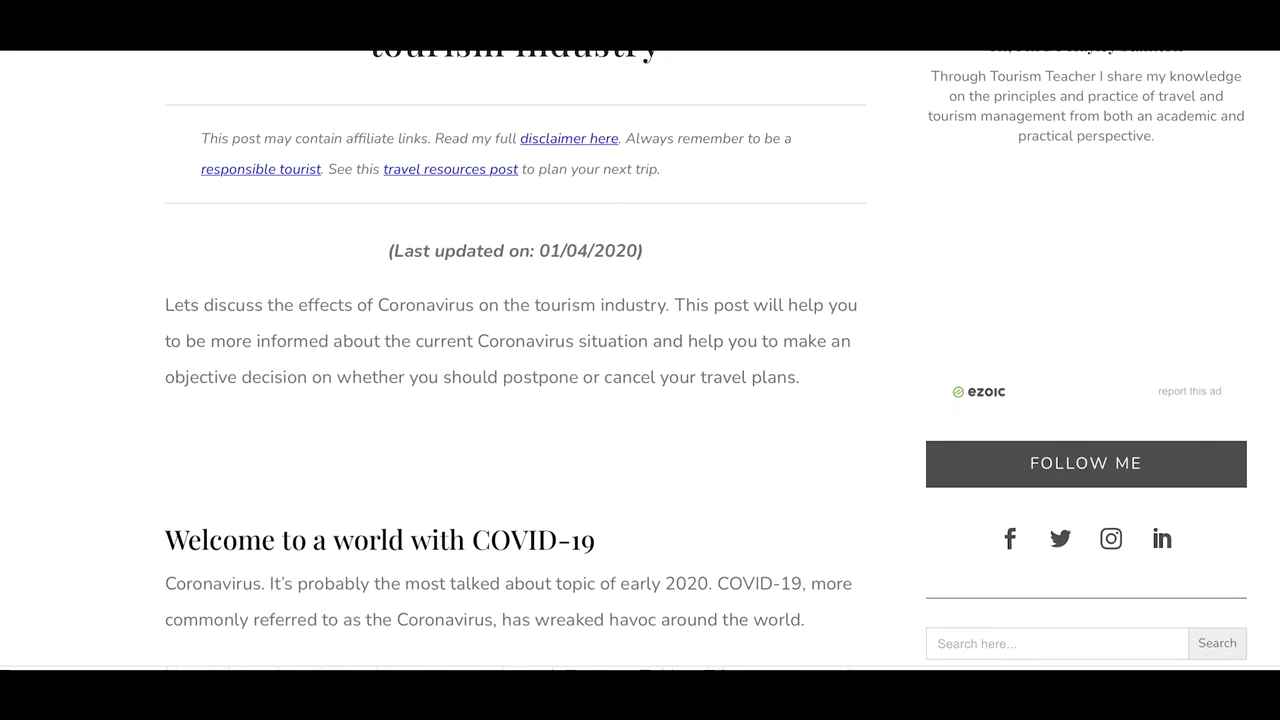 tourism industry
This post may contain affiliate links. Read my full disclaimer here. Always remember to be a
responsible tourist. See this travel resources post to plan your next trip.
(Last updated on: 01/04/2020)
Lets discuss the effects of Coronavirus on the tourism industry. This post will help you
to be more informed about the current Coronavirus situation and help you to make an
objective decision on whether you should postpone or cancel your travel plans.
Welcome to a world with COVID-19
Coronavirus. It's probably the most talked about topic of early 2020. COVID-19, more
commonly referred to as the Coronavirus, has wreaked havoc around the world.
Through Tourism Teacher I share my knowledge
on the principles and practice of travel and
tourism management from both an academic and
practical perspective.
ezoic
report this ad
FOLLOW ME
Search here...
Search